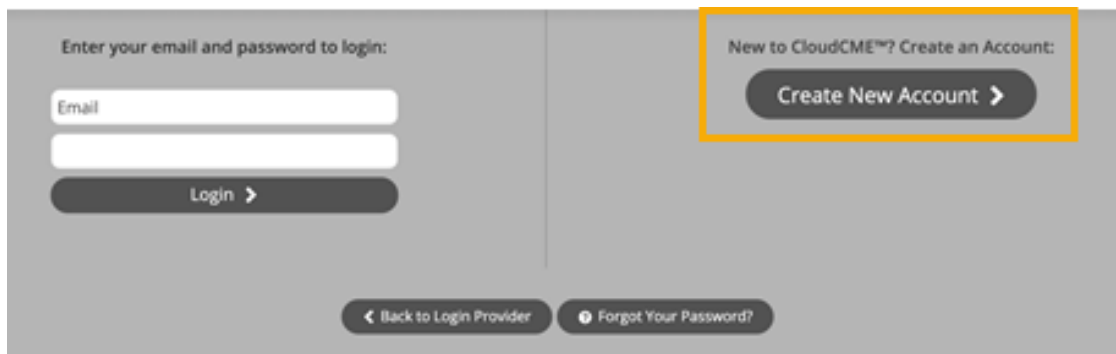 Enter your email and password to login:
Email
Login
New to CloudCME™? Create an Account:
Create New Account
Back to Login Provider
Forgot Your Password?